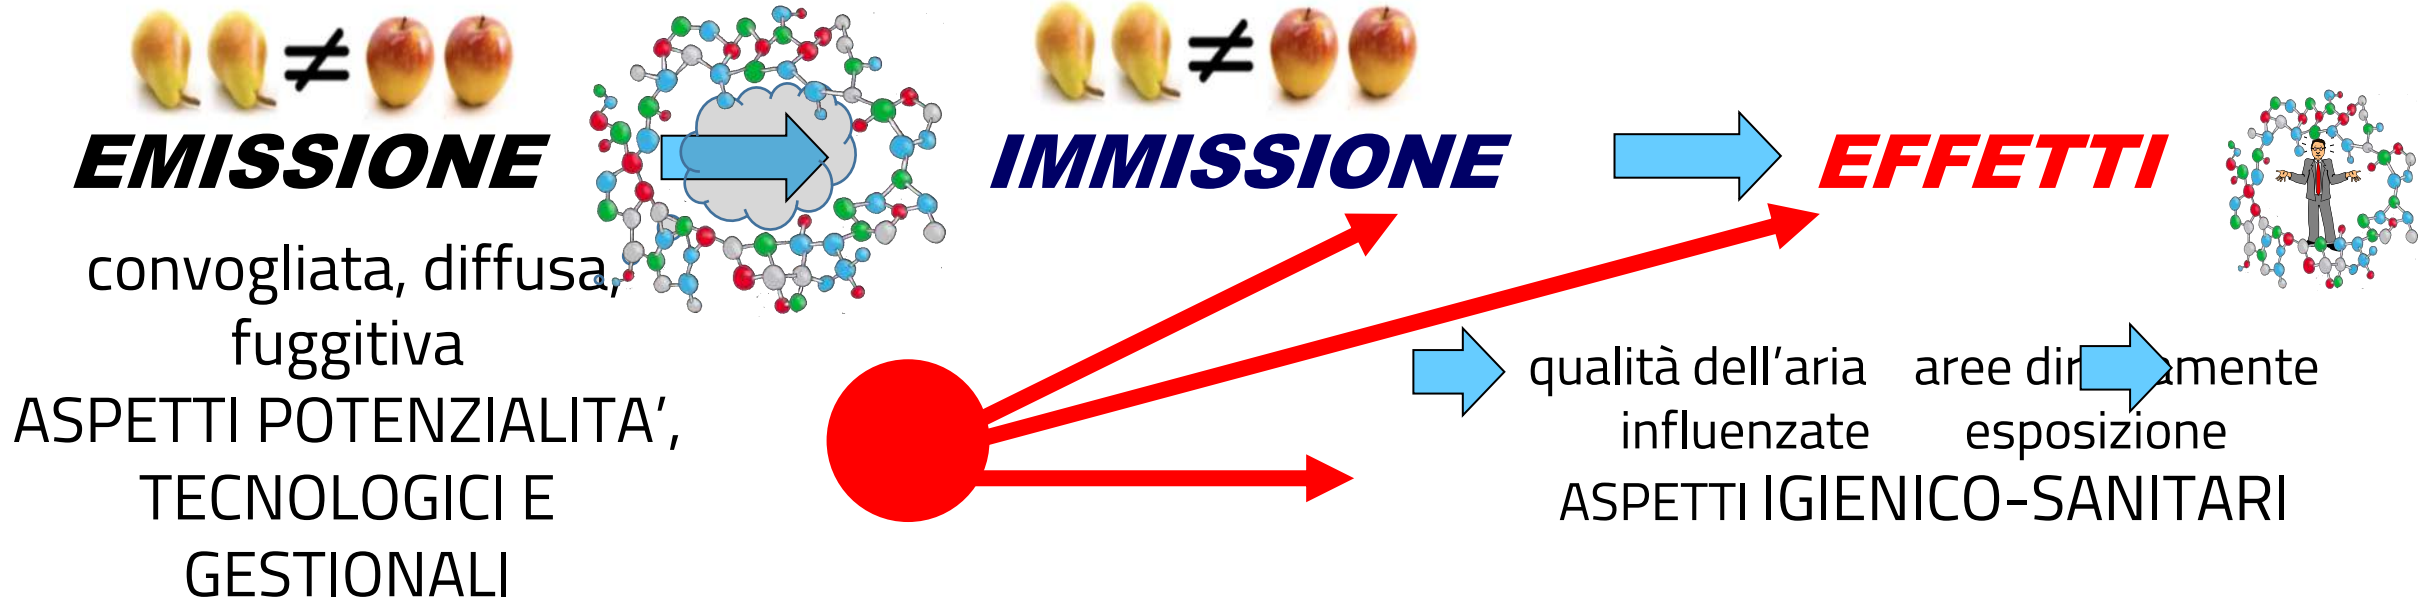 ≠ ≠
EMISSIONE IMMISSIONE EFFETTI
convogliata, diffusa,
fuggitiva
ASPETTI POTENZIALITA’,
TECNOLOGICI E
GESTIONALI
qualità dell’aria aree
influenzate esposizione
ASPETTI IGIENICO-SANITARI